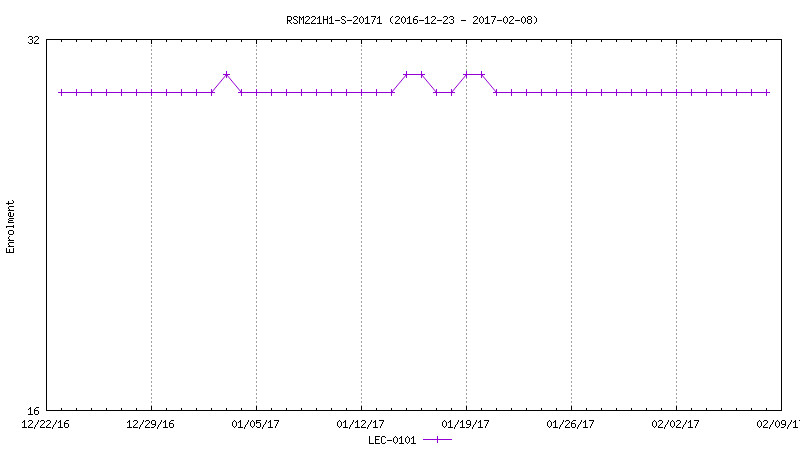 RSM221H1-S-20171 (2016-12-23 - 2017-02-08)
32
Enrolment
16
12/22/16 12/29/16 01/05/17 01/12/17 01/19/17 01/26/17 02/02/17 02/09/1
LEC-0101